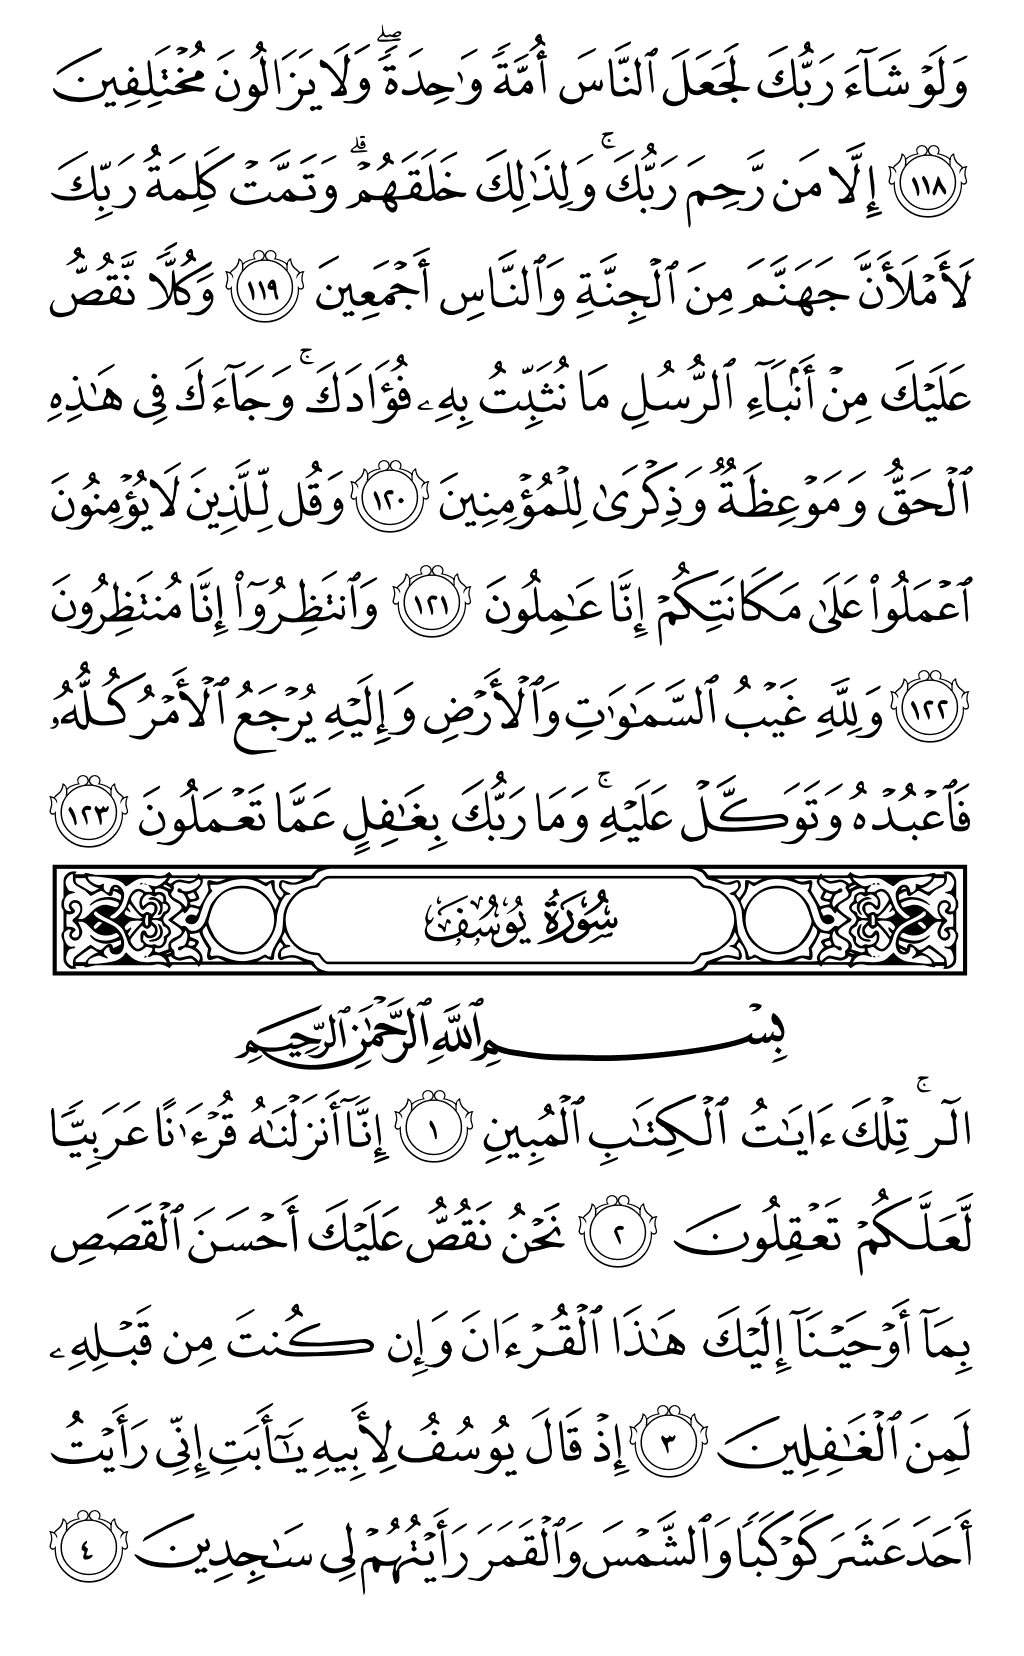 وَلَوۡ شَآءَ رَبُّكَ لَجَعَلَ ٱلنَّاسَ أُمَّةٗ وَٰحِدَةٗۖ وَلَا يَزَالُونَ مُخۡتَلِفِينَ
١١٨ إِلَّا مَن رَّحِمَ رَبُّكَۚ وَلِذَٰلِكَ خَلَقَهُمۡۗ وَتَمَّتۡ كَلِمَةُ رَبِّكَ
لَأَمۡلَأَنَّ جَهَنَّمَ مِنَ ٱلۡجِنَّةِ وَٱلنَّاسِ أَجۡمَعِينَ ١١٩ وَكُلّٗا نَّقُصُّ
عَلَيۡكَ مِنۡ أَنۢبَآءِ ٱلرُّسُلِ مَا نُثَبِّتُ بِهِۦ فُؤَادَكَۚ وَجَآءَكَ فِي هَٰذِهِ
ٱلۡحَقُّ وَمَوۡعِظَةٞ وَذِكۡرَىٰ لِلۡمُؤۡمِنِينَ ١٢٠ وَقُل لِّلَّذِينَ لَا يُؤۡمِنُونَ
ٱعۡمَلُواْ عَلَىٰ مَكَانَتِكُمۡ إِنَّا عَٰمِلُونَ ١٢١ وَٱنتَظِرُوٓاْ إِنَّا مُنتَظِرُونَ
١٢٢ وَلِلَّهِ غَيۡبُ ٱلسَّمَٰوَٰتِ وَٱلۡأَرۡضِ وَإِلَيۡهِ يُرۡجَعُ ٱلۡأَمۡرُ كُلُّهُۥ
فَٱعۡبُدۡهُ وَتَوَكَّلۡ عَلَيۡهِۚ وَمَا رَبُّكَ بِغَٰفِلٍ عَمَّا تَعۡمَلُونَ ١٢٣
سُورَةُ يُوسُفَ
بِسۡمِ ٱللَّهِ ٱلرَّحۡمَٰنِ ٱلرَّحِيمِ
الٓرۚ تِلۡكَ ءَايَٰتُ ٱلۡكِتَٰبِ ٱلۡمُبِينِ ١ إِنَّآ أَنزَلۡنَٰهُ قُرۡءَٰنًا عَرَبِيّٗا
لَّعَلَّكُمۡ تَعۡقِلُونَ ٢ نَحۡنُ نَقُصُّ عَلَيۡكَ أَحۡسَنَ ٱلۡقَصَصِ
بِمَآ أَوۡحَيۡنَآ إِلَيۡكَ هَٰذَا ٱلۡقُرۡءَانَ وَإِن كُنتَ مِن قَبۡلِهِۦ
لَمِنَ ٱلۡغَٰفِلِينَ ٣ إِذۡ قَالَ يُوسُفُ لِأَبِيهِ يَٰٓأَبَتِ إِنِّي رَأَيۡتُ
أَحَدَ عَشَرَ كَوۡكَبٗا وَٱلشَّمۡسَ وَٱلۡقَمَرَ رَأَيۡتُهُمۡ لِي سَٰجِدِينَ ٤